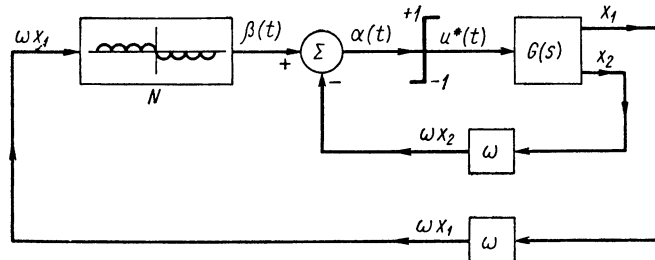 ωx₁
N
β(t)
+
Σ
−
α(t)
+1
−1
u*(t)
G(s)
x₁
x₂
ωx₂
ω
ωx₁
ω